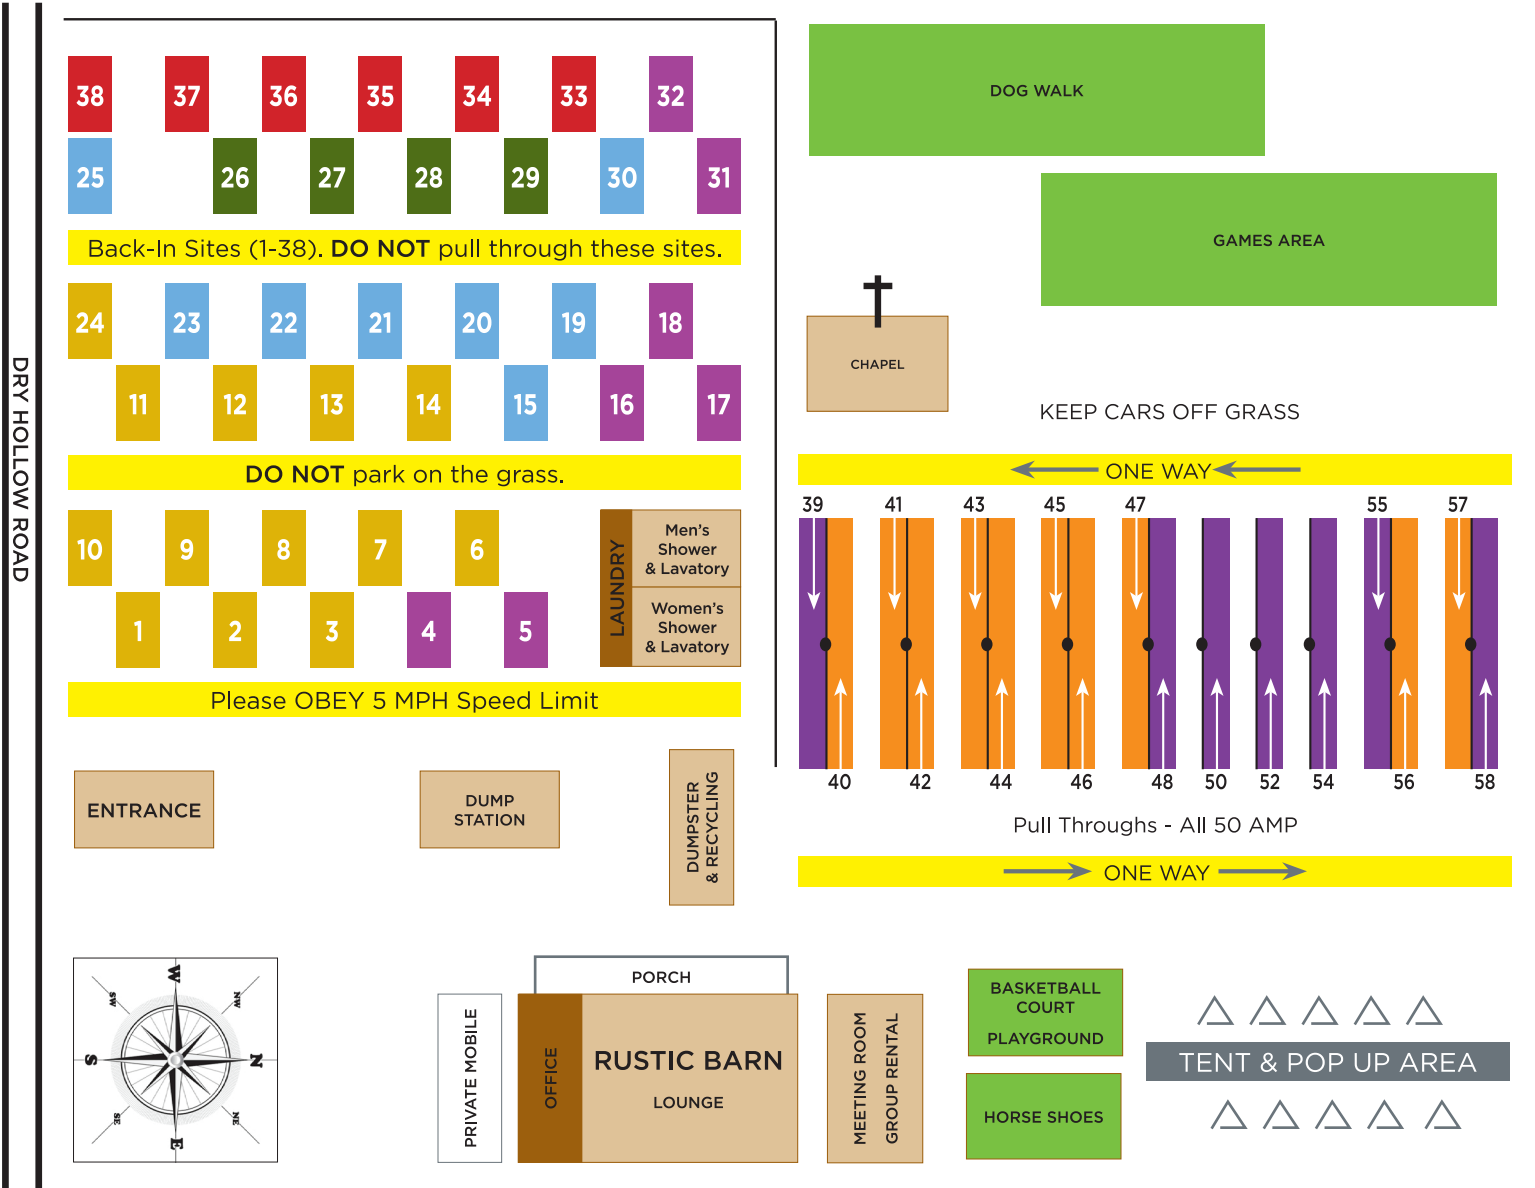 38 37 36 35 34 33 32
25 26 27 28 29 30 31
Back-In Sites (1-38). DO NOT pull through these sites.
24 23 22 21 20 19 18
11 12 13 14 15 16 17
DO NOT park on the grass.
10 9 8 7 6
1 2 3 4 5
LAUNDRY
Men's
Shower
& Lavatory
Women's
Shower
& Lavatory
Please OBEY 5 MPH Speed Limit
DRY HOLLOW ROAD
ENTRANCE
DUMP
STATION
DUMPSTER
& RECYCLING
DOG WALK
GAMES AREA
CHAPEL
KEEP CARS OFF GRASS
ONE WAY
39 41 43 45 47 55 57
40 42 44 46 48 50 52 54 56 58
Pull Throughs - All 50 AMP
ONE WAY
W
NW
N
NE
E
SE
S
SW
PRIVATE MOBILE
PORCH
OFFICE
RUSTIC BARN
LOUNGE
MEETING ROOM
GROUP RENTAL
BASKETBALL
COURT
PLAYGROUND
HORSE SHOES
TENT & POP UP AREA